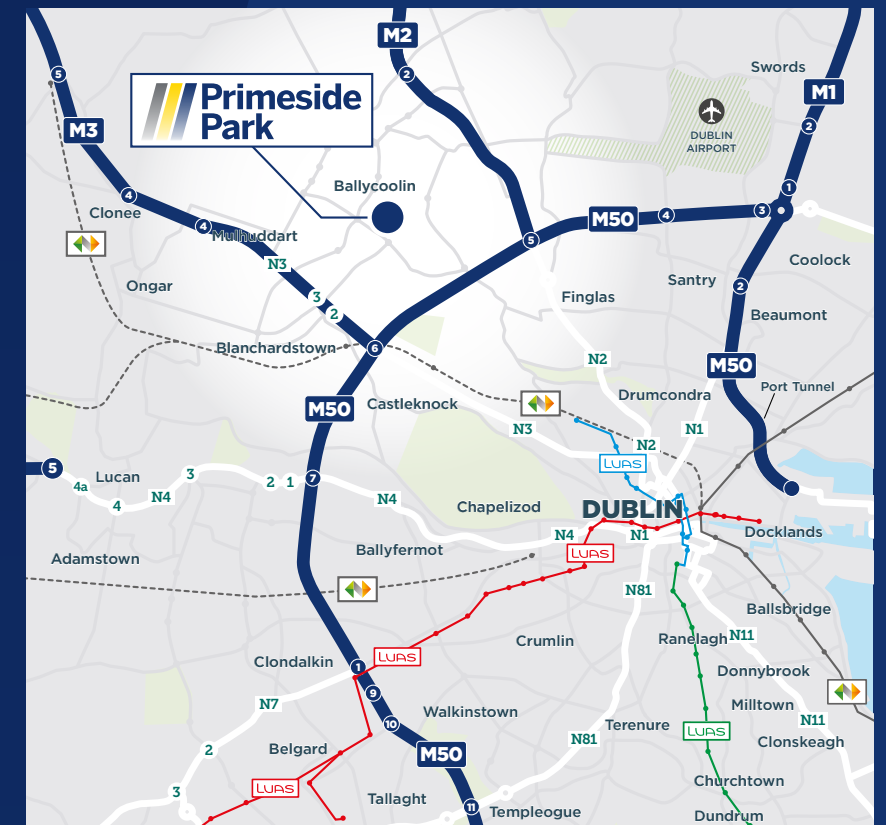 M2
Swords
5
2
M1
Primeside
Park
M3
DUBLIN
AIRPORT
2
Ballycoolin
1
4
Clonee
4
Mulhuddart
M50
4
3
5
N3
Coolock
Ongar
Santry
2
3
Finglas
2
Beaumont
Blanchardstown
6
N2
M50
Port Tunnel
M50
Castleknock
Drumcondra
N3
N1
N2
LUAS
5
Lucan
3
4a
N4
4
2
1
7
N4
Chapelizod
DUBLIN
N4
N1
Docklands
Adamstown
Ballyfermot
LUAS
N81
Ballsbridge
Crumlin
Ranelagh
N11
LUAS
Clondalkin
1
Donnybrook
9
N7
Milltown
Walkinstown
10
N11
Terenure
LUAS
2
Belgard
N81
Clonskeagh
M50
Churchtown
3
LUAS
Tallaght
11
Templeogue
Dundrum